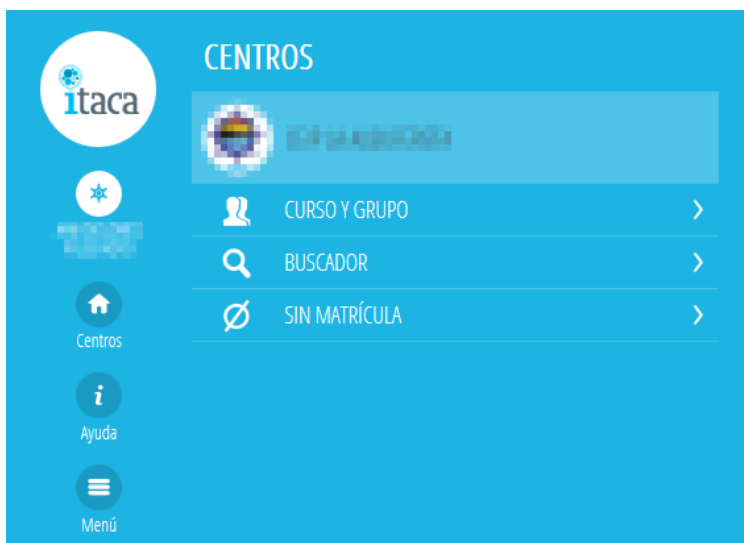 itaca
CENTROS
CURSO Y GRUPO
BUSCADOR
SIN MATRÍCULA
Centros
Ayuda
Menú